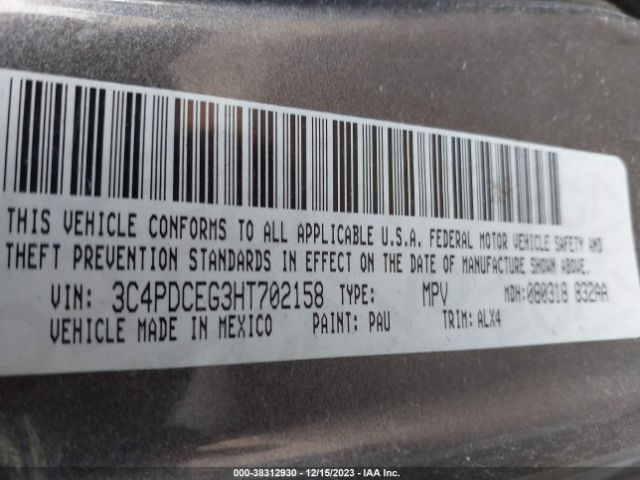 THIS VEHICLE CONFORMS TO ALL APPLICABLE U.S.A. FEDERAL MOTOR VEHICLE SAFETY AND
THEFT PREVENTION STANDARDS IN EFFECT ON THE DATE OF MANUFACTURE SHOWN ABOVE.
VIN: 3C4PDCEG3HT702158 TYPE: MPV MDH: 080318 832AA
VEHICLE MADE IN MEXICO PAINT: PAU TRIM: ALX4
000-38312930 - 12/15/2023 - IAA Inc.